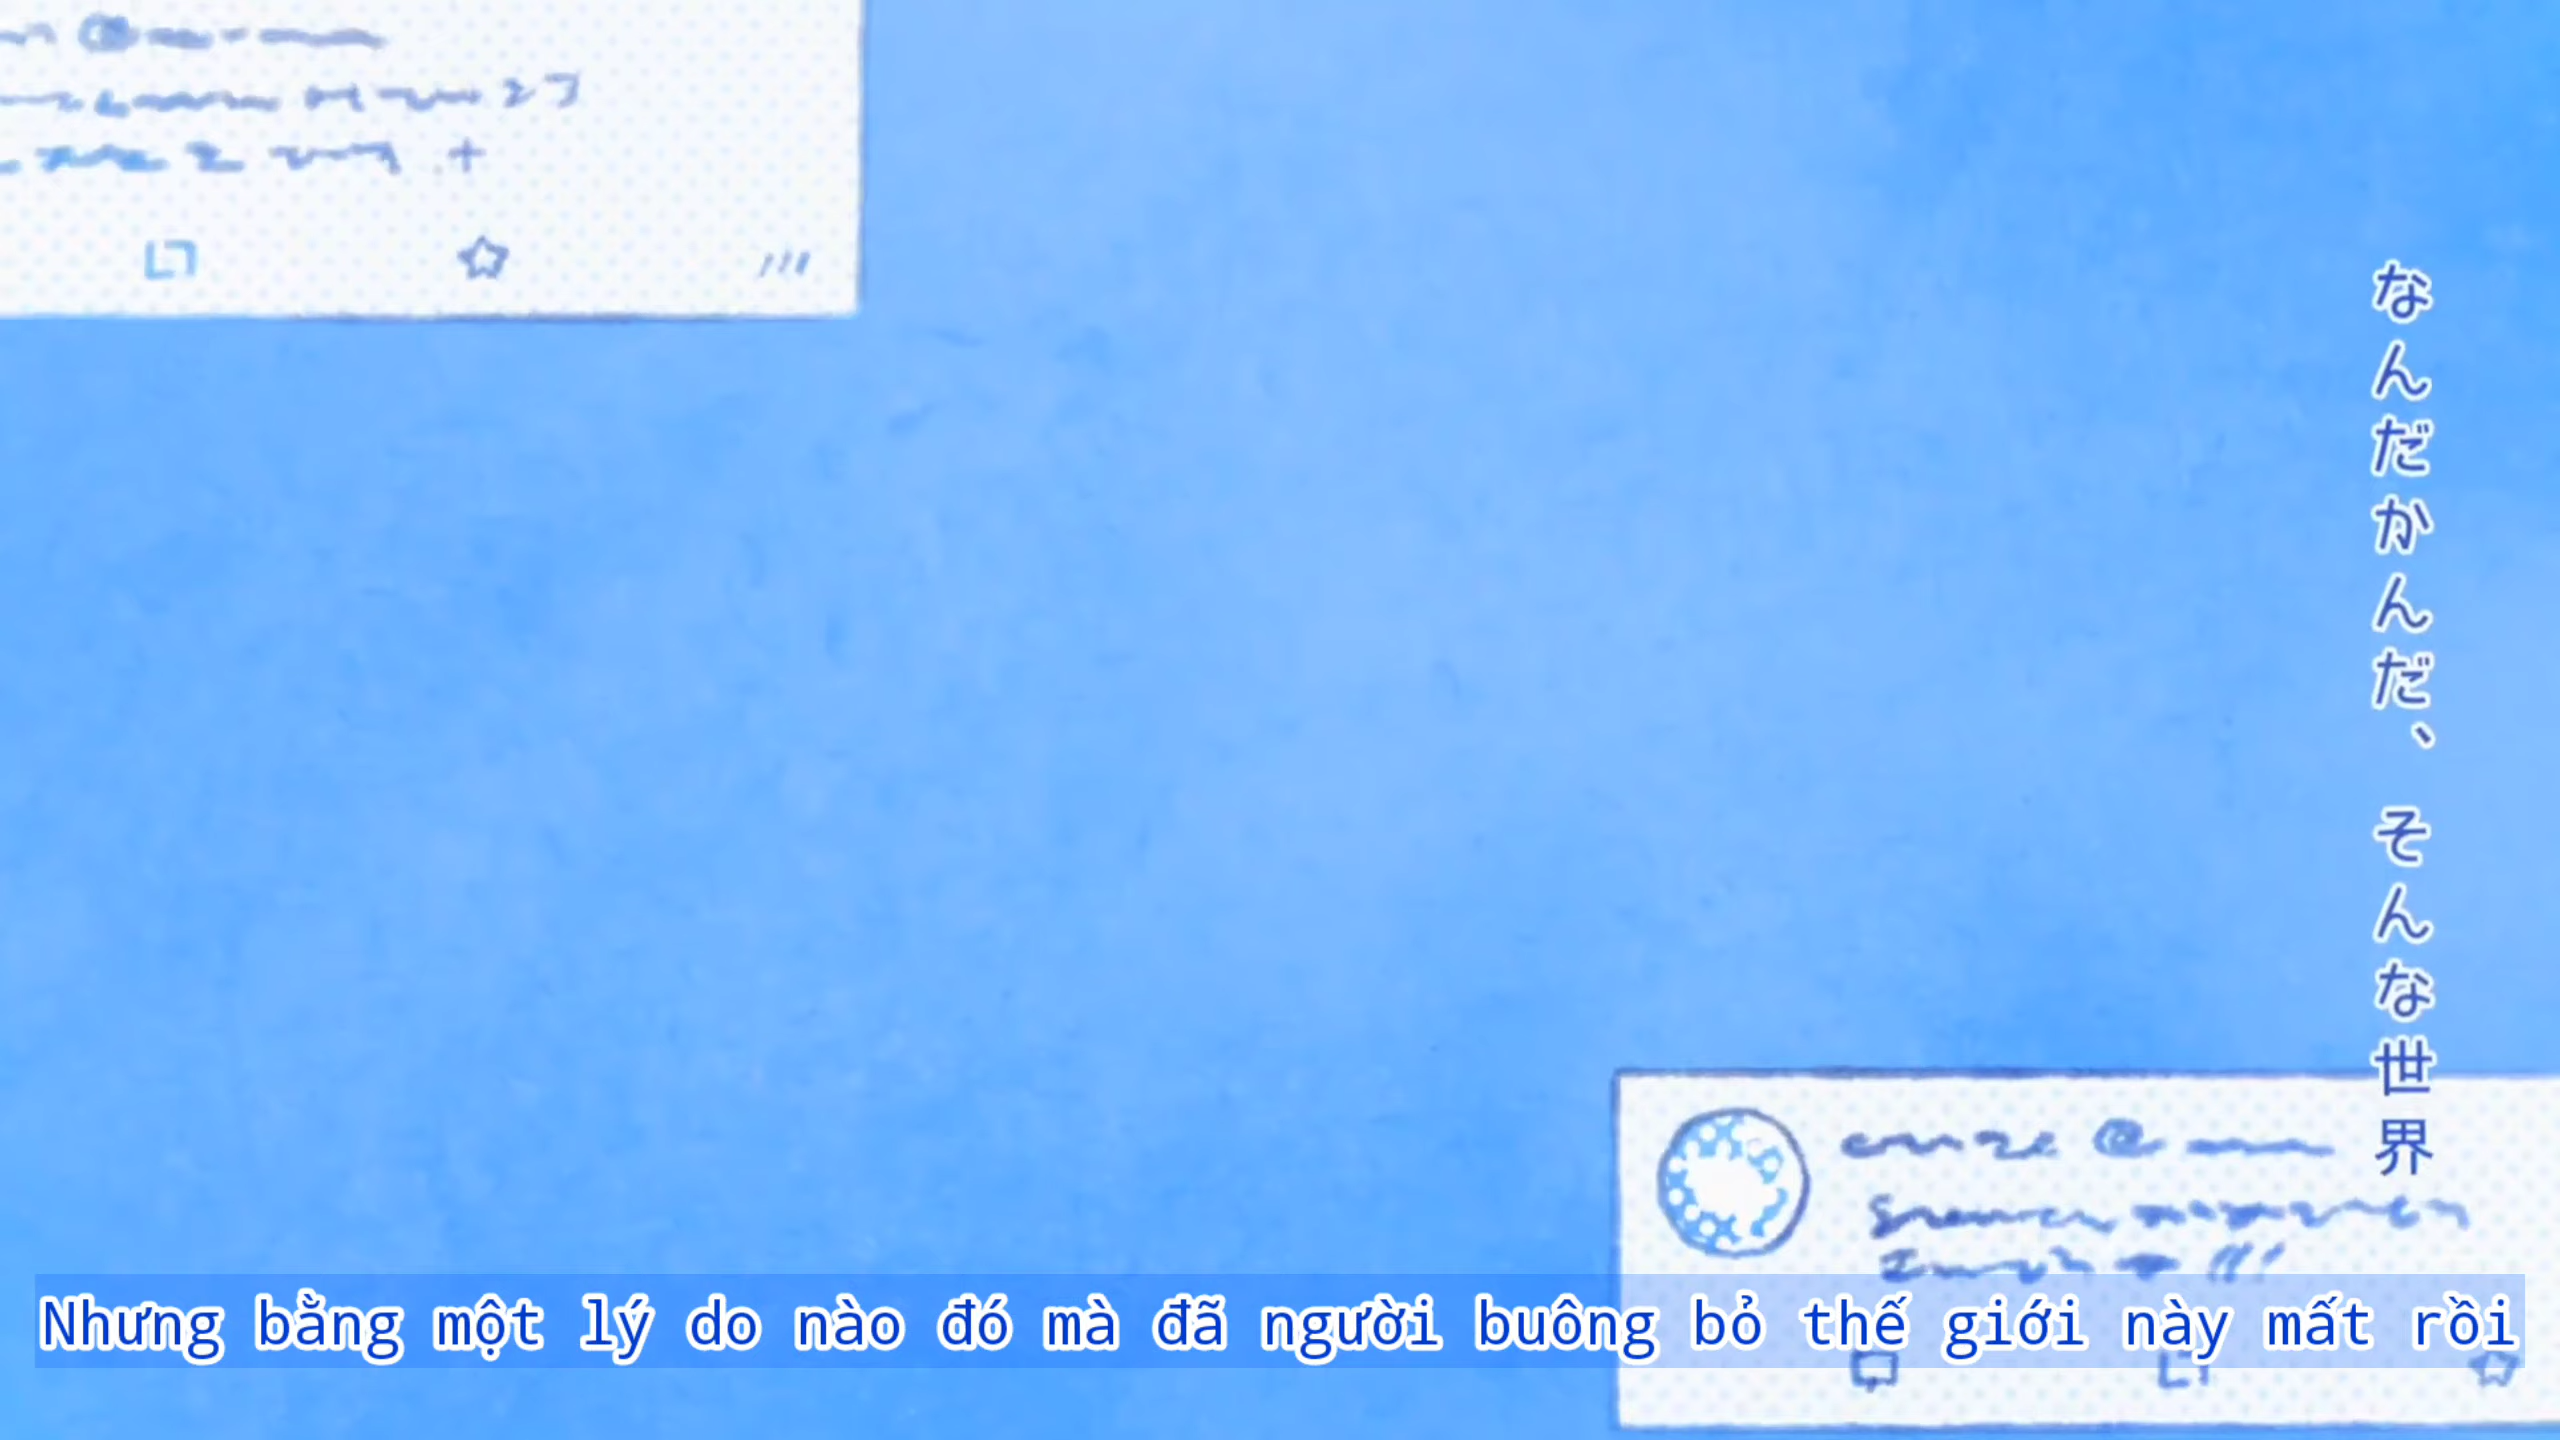 なんだかんだ、そんな世界
Nhưng bằng một lý do nào đó mà đã người buông bỏ thế giới này mất rồi